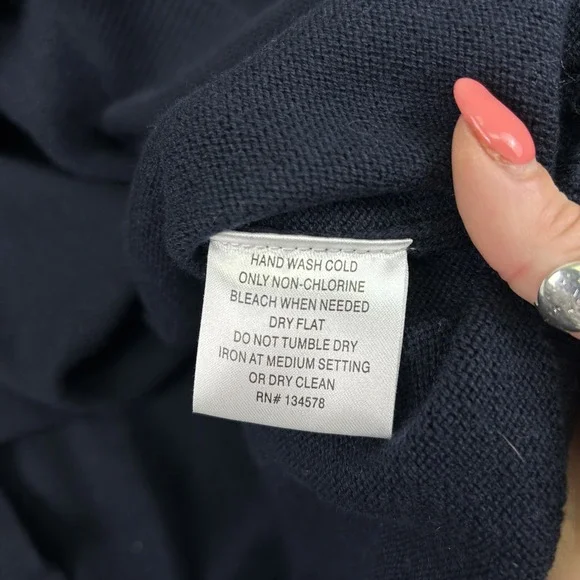 HAND WASH COLD
ONLY NON-CHLORINE
BLEACH WHEN NEEDED
DRY FLAT
DO NOT TUMBLE DRY
IRON AT MEDIUM SETTING
OR DRY CLEAN
RN# 134578